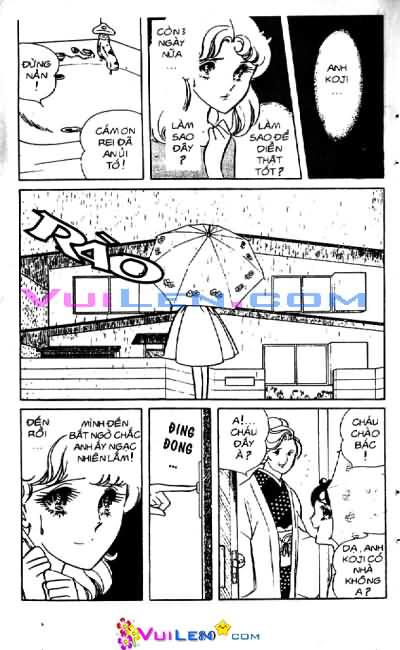 ĐỪNG
NẢN!
CẢM ƠN
REI ĐÃ
AN ỦI
TỚ!
CÒN 3
NGÀY
NỮA
...
LÀM
SAO
ĐÂY?
LÀM
SAO ĐỂ
DIỄN
THẬT
TỐT?
ANH
KOJI
...
RÀO
VUILEN.COM
ĐẾN
RỒI...
MÌNH ĐẾN
BẤT NGỜ CHẮC
ANH ẤY NGẠC
NHIÊN LẮM!
ĐING
ĐONG
...
A!...
CHÁU
ĐẤY
À?
CHÁU
CHÀO
BÁC!
DẠ, ANH
KOJI CÓ
NHÀ
KHÔNG
Ạ?
VUILEN.COM